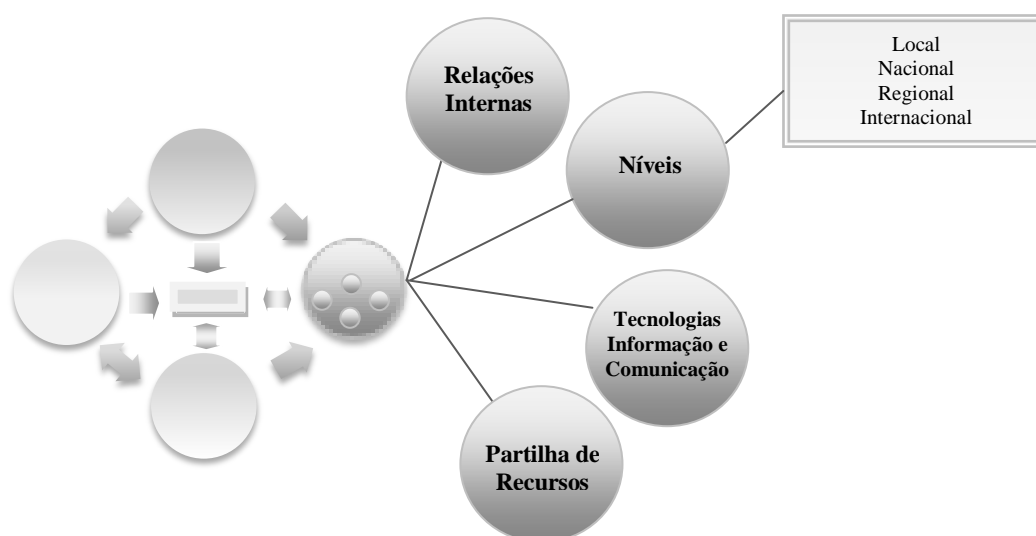 Relações
Internas
Níveis
Local
Nacional
Regional
Internacional
Tecnologias
Informação e
Comunicação
Partilha de
Recursos